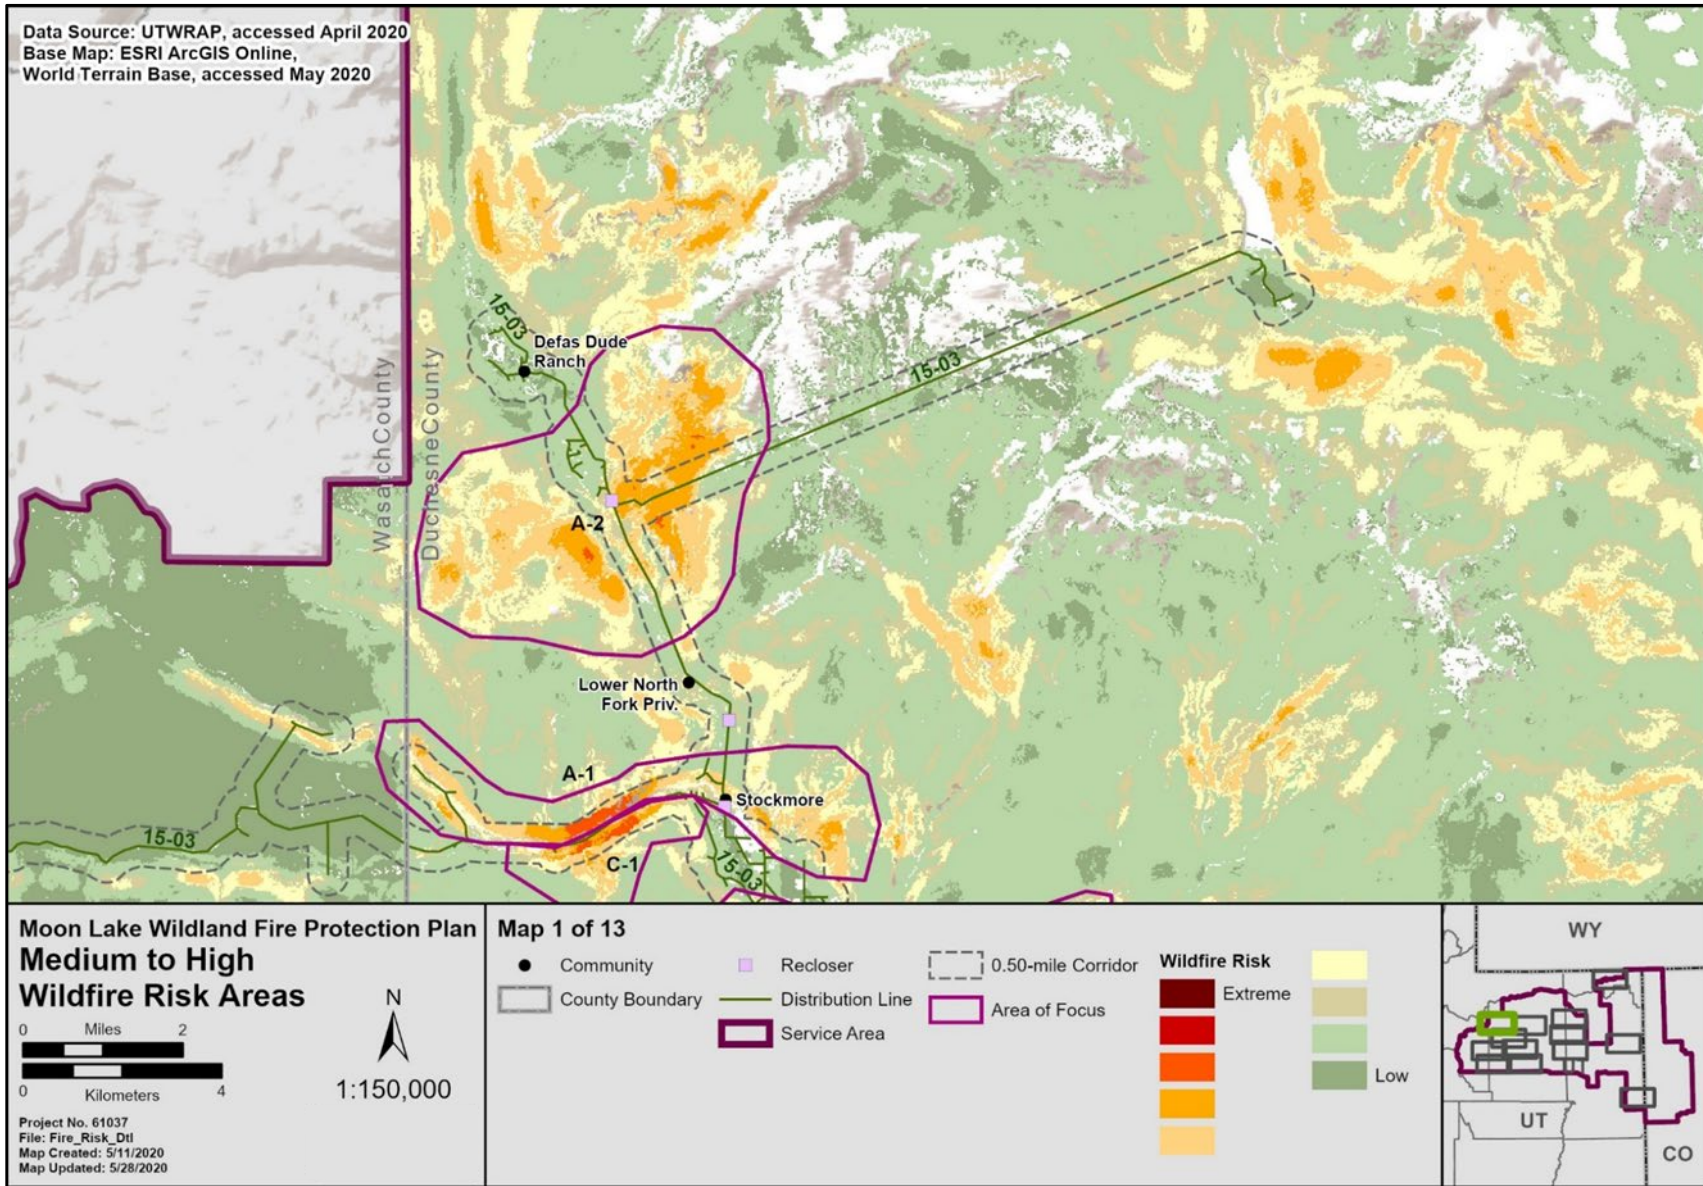 Data Source: UTWRAP, accessed April 2020
Base Map: ESRI ArcGIS Online,
World Terrain Base, accessed May 2020
15-03
Defas Dude
Ranch
15-03
WasatchCounty
DuchesneCounty
A-2
Lower North
Fork Priv.
A-1
Stockmore
15-03
C-1
15-03
Moon Lake Wildland Fire Protection Plan
Medium to High
Wildfire Risk Areas
0 Miles 2
0 Kilometers 4
N
1:150,000
Project No. 61037
File: Fire_Risk_Dtl
Map Created: 5/11/2020
Map Updated: 5/28/2020
Map 1 of 13
Community
County Boundary
Recloser
Distribution Line
Service Area
0.50-mile Corridor
Area of Focus
Wildfire Risk
Extreme
Low
WY
UT
CO